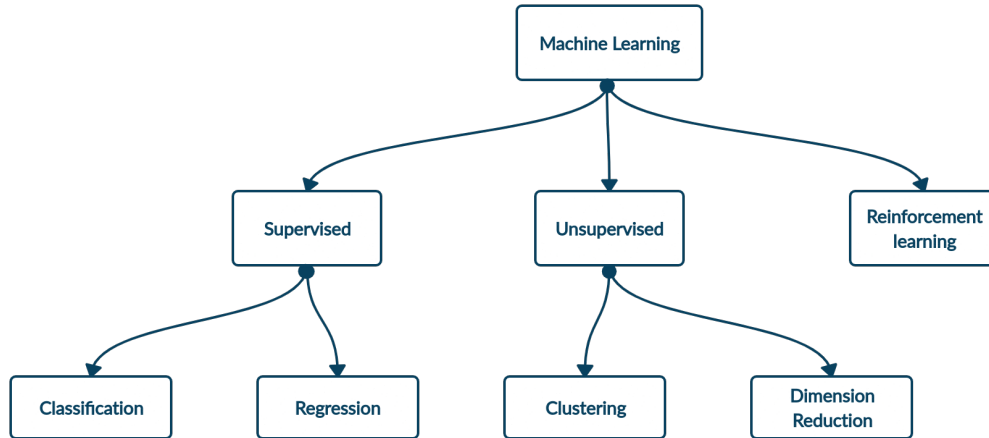 Machine Learning
Supervised
Unsupervised
Reinforcement
learning
Classification
Regression
Clustering
Dimension
Reduction